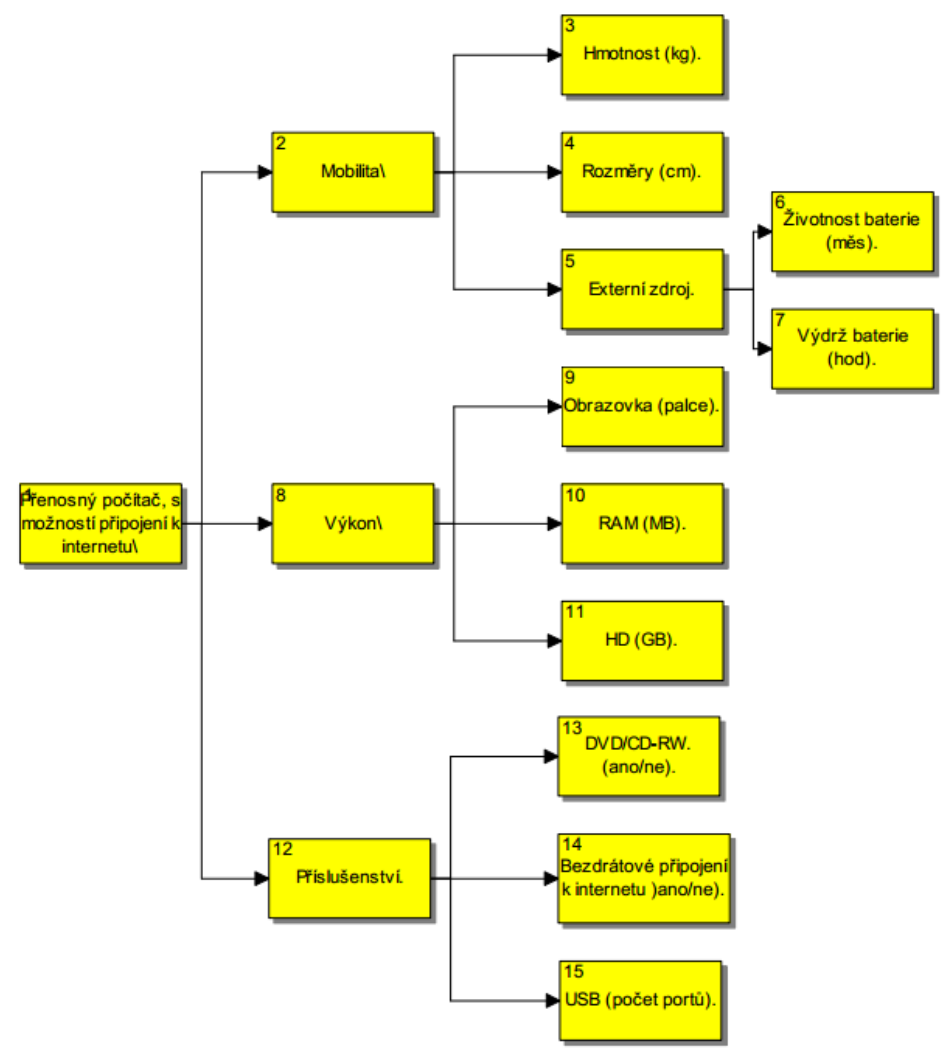 3
Hmotnost (kg).
2
Mobilita\
4
Rozměry (cm).
5
Externí zdroj.
6
Životnost baterie
(měs).
7
Výdrž baterie
(hod).
1
Přenosný počítač, s
možností připojení k
internetu\
8
Výkon\
9
Obrazovka (palce).
10
RAM (MB).
11
HD (GB).
12
Příslušenství.
13
DVD/CD-RW.
(ano/ne).
14
Bezdrátové připojení
k internetu )ano/ne).
15
USB (počet portů).